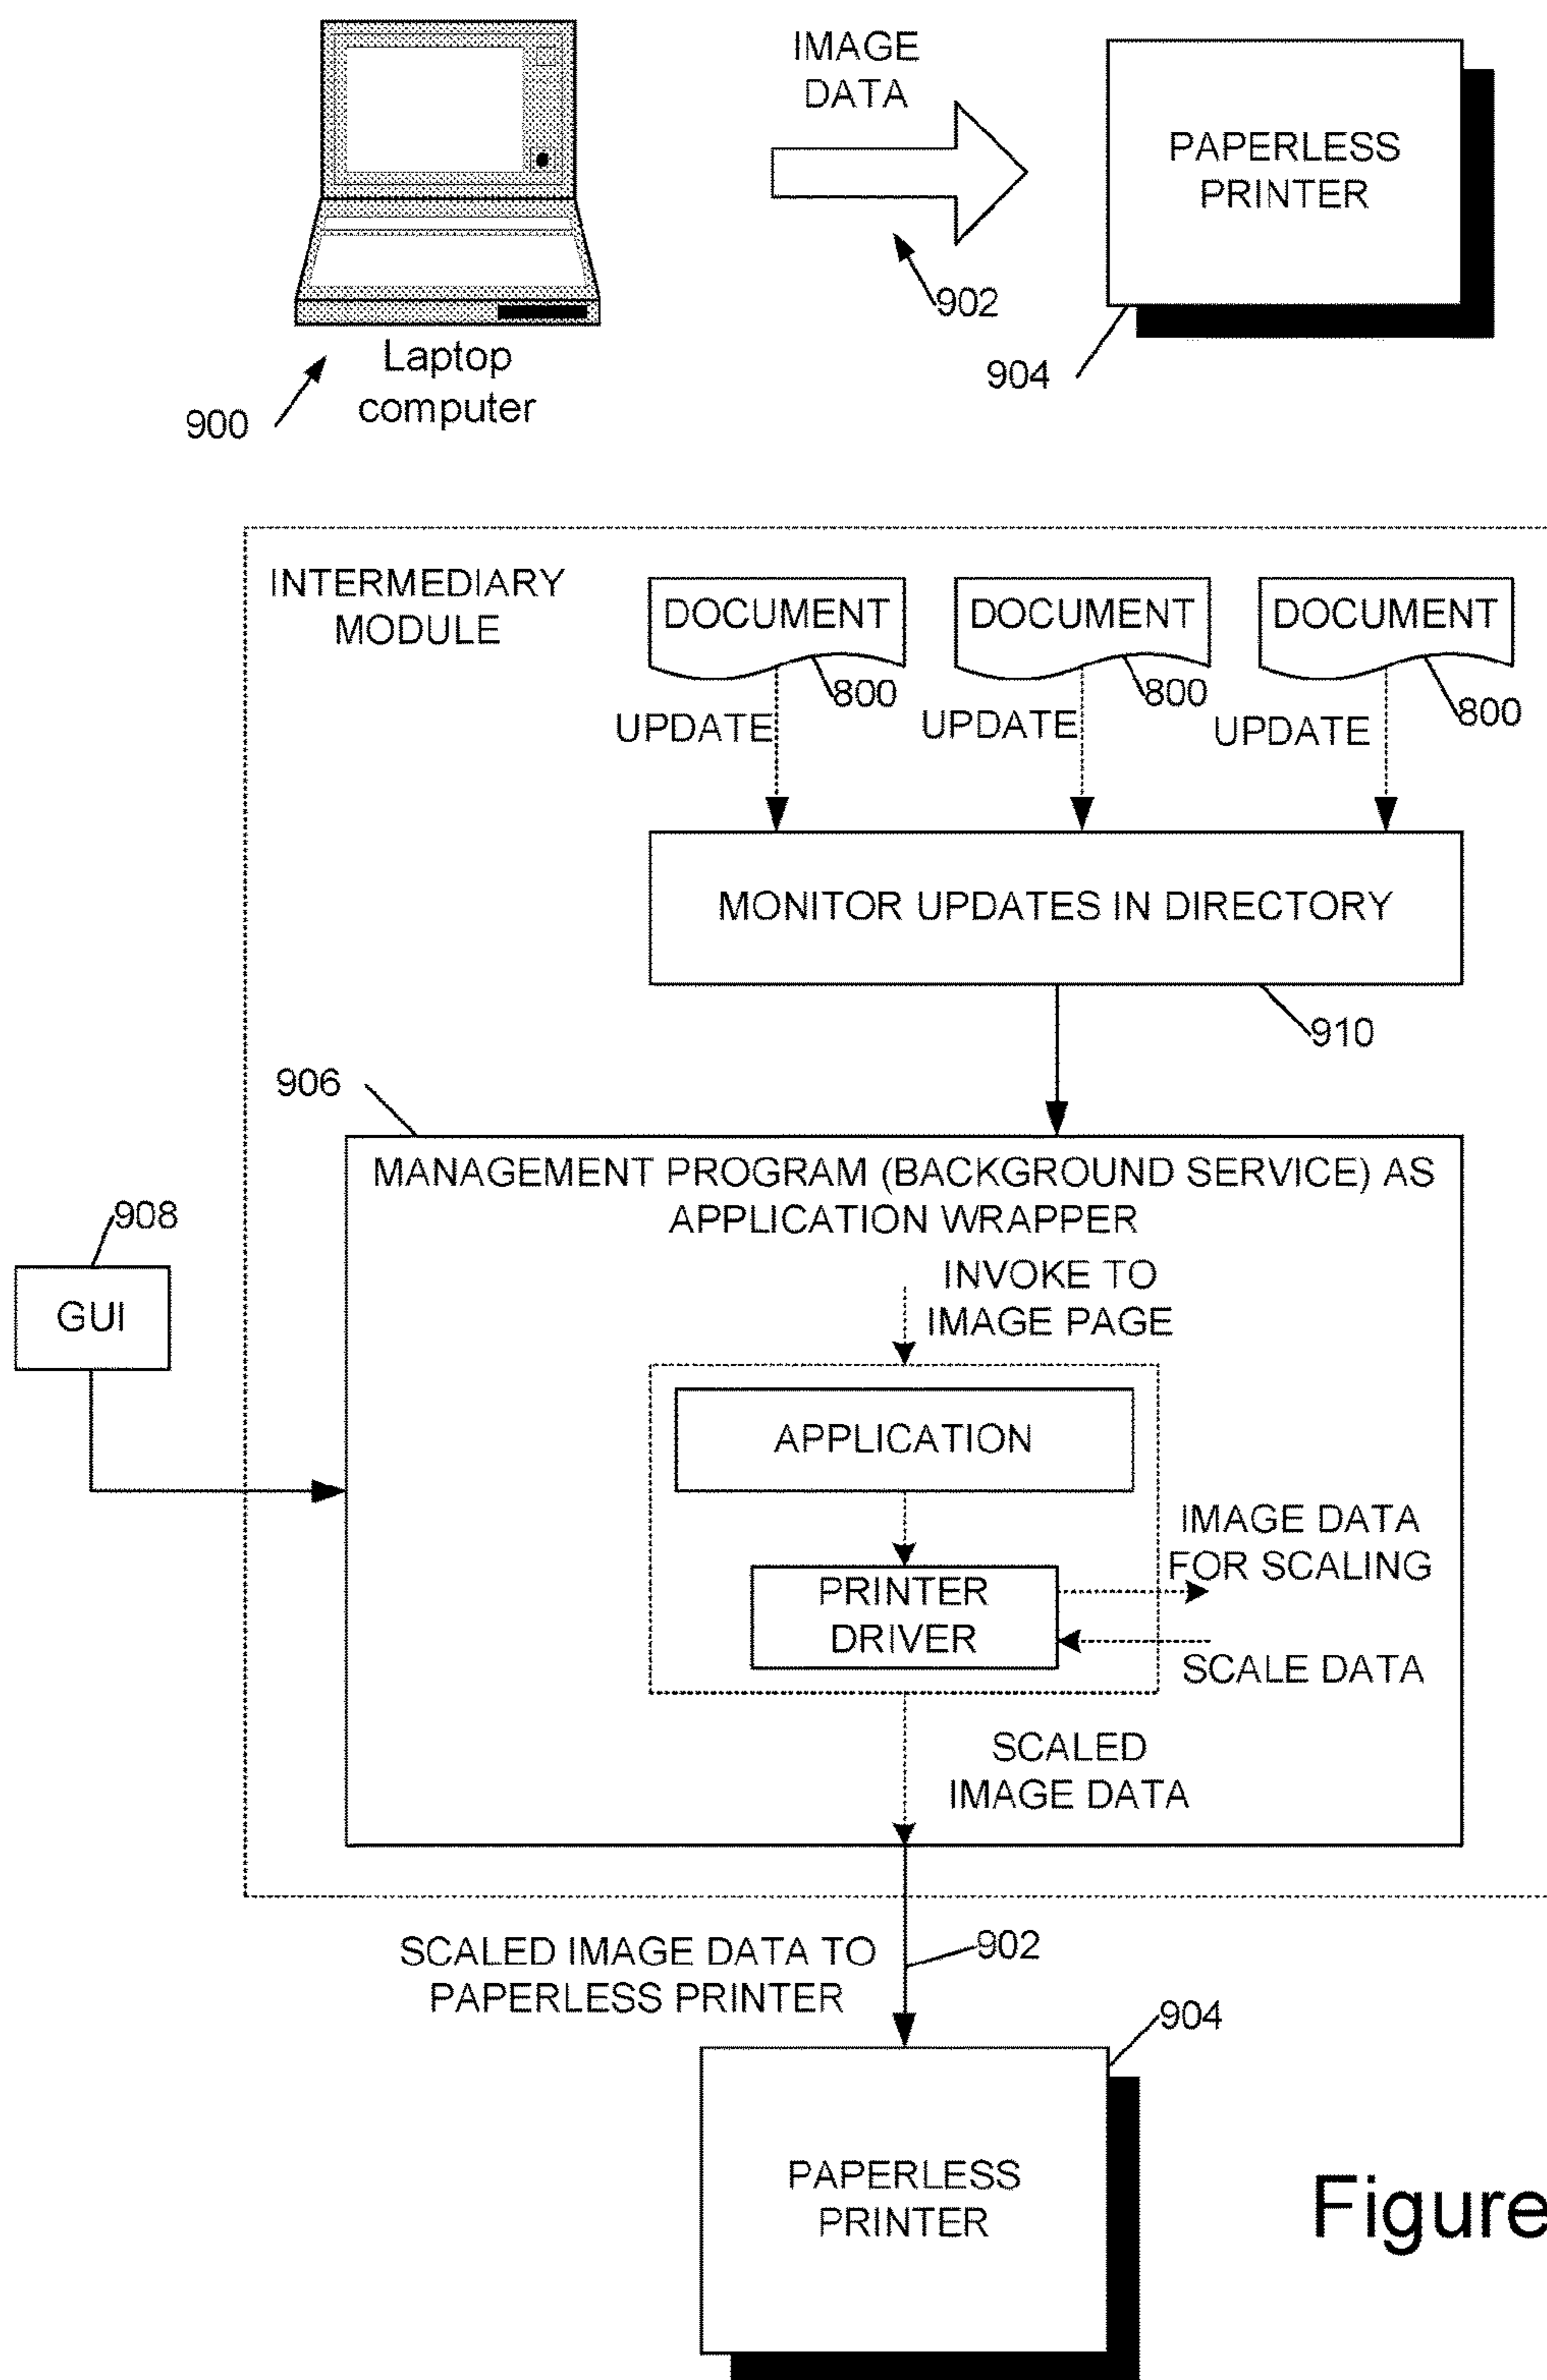 IMAGE
DATA
PAPERLESS
PRINTER
902
904
Laptop
computer
900
INTERMEDIARY
MODULE
DOCUMENT
DOCUMENT
DOCUMENT
800
800
800
UPDATE
UPDATE
UPDATE
MONITOR UPDATES IN DIRECTORY
910
906
MANAGEMENT PROGRAM (BACKGROUND SERVICE) AS
APPLICATION WRAPPER
908
GUI
INVOKE TO
IMAGE PAGE
APPLICATION
IMAGE DATA
FOR SCALING
PRINTER
DRIVER
SCALE DATA
SCALED
IMAGE DATA
SCALED IMAGE DATA TO
PAPERLESS PRINTER
902
904
PAPERLESS
PRINTER
Figure